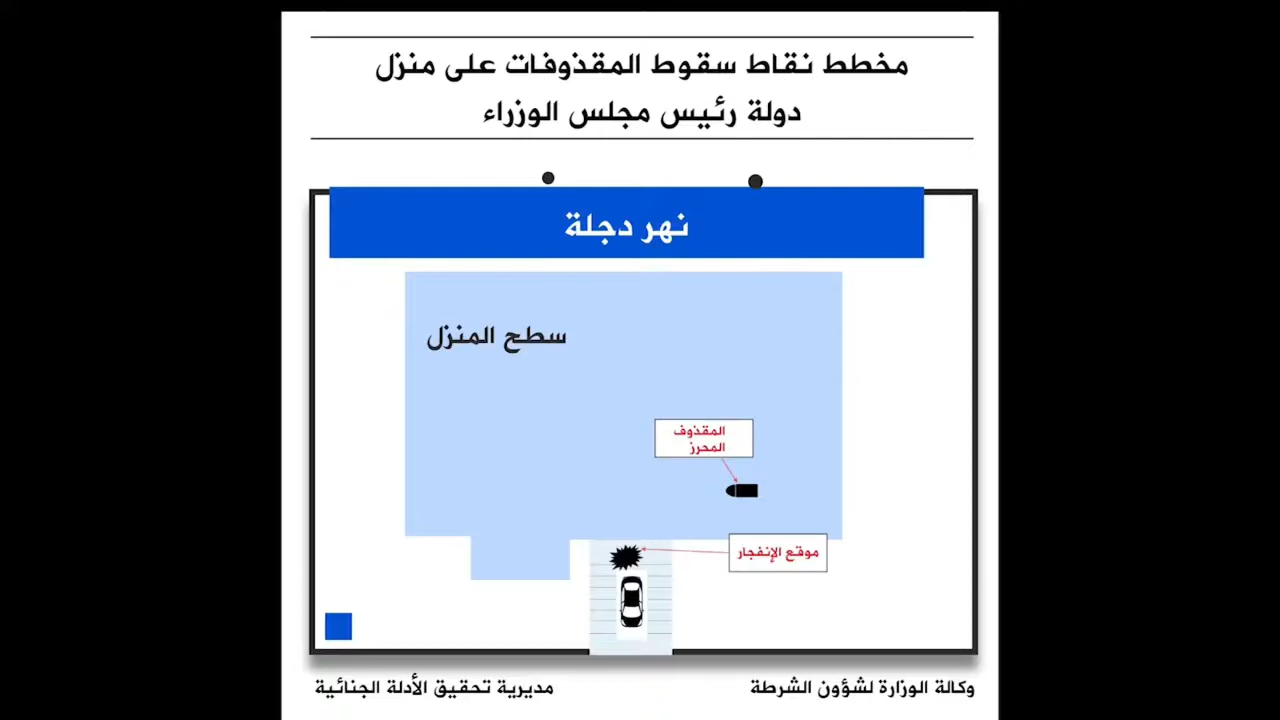 مخطط نقاط سقوط المقذوفات على منزل
دولة رئيس مجلس الوزراء
نهر دجلة
سطح المنزل
المقذوف
المحرز
موقع الإنفجار
وكالة الوزارة لشؤون الشرطة
مديرية تحقيق الأدلة الجنائية